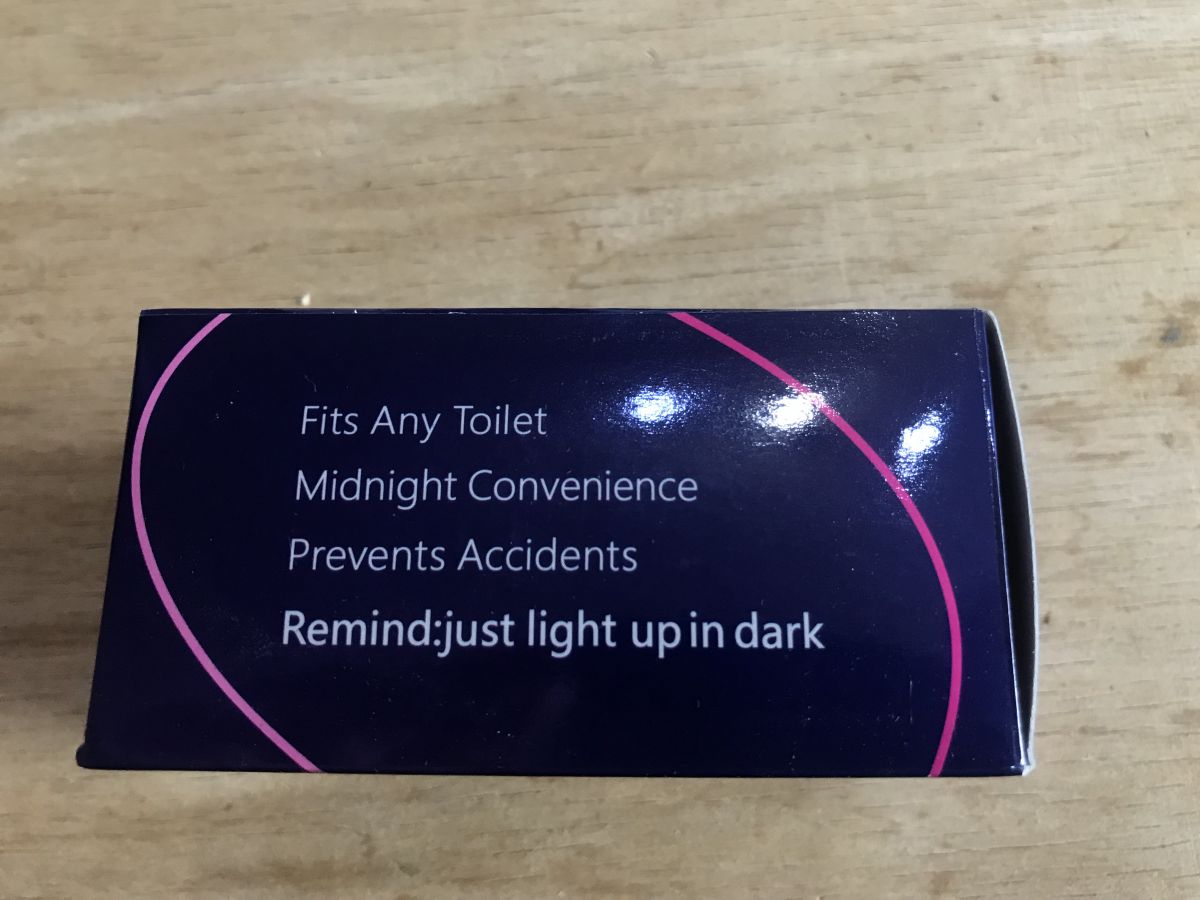 Fits Any Toilet
Midnight Convenience
Prevents Accidents
Remind:just light up in dark